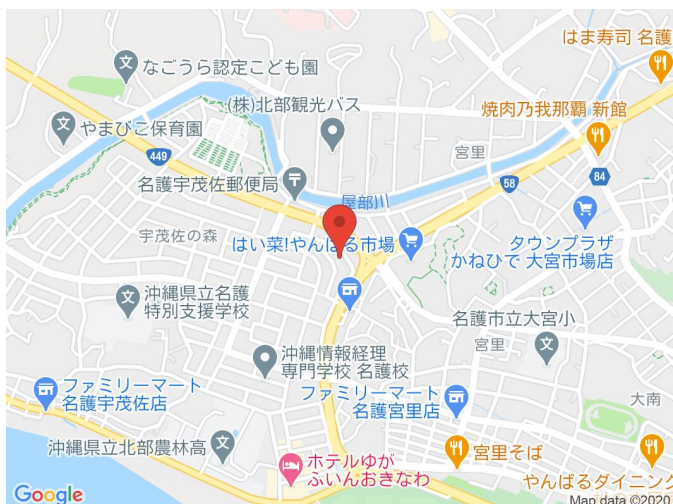 はま寿司 名護
なごうら認定こども園
(株)北部観光バス
焼肉乃我那覇 新館
やまびこ保育園
宮里
449
58
84
名護宇茂佐郵便局
屋部川
宇茂佐の森
はい菜!やんばる市場
タウンプラザ
かねひで 大宮市場店
沖縄県立名護
特別支援学校
名護市立大宮小
宮里
沖縄情報経理
専門学校 名護校
ファミリーマート
名護宇茂佐店
ファミリーマート
名護宮里店
大南
沖縄県立北部農林高
宮里そば
ホテルゆが
ふいんおきなわ
やんばるダイニング
Google
Map data ©2020